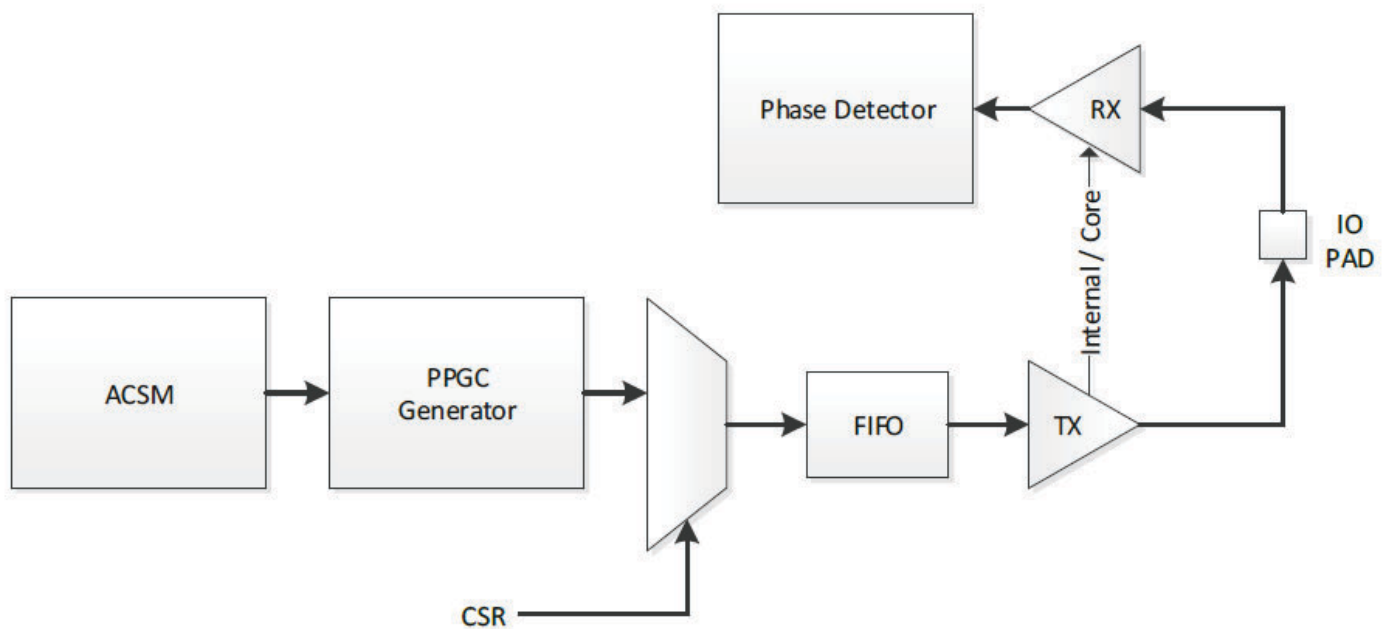 Phase Detector
RX
Internal / Core
IO
PAD
ACSM
PPGC
Generator
FIFO
TX
CSR